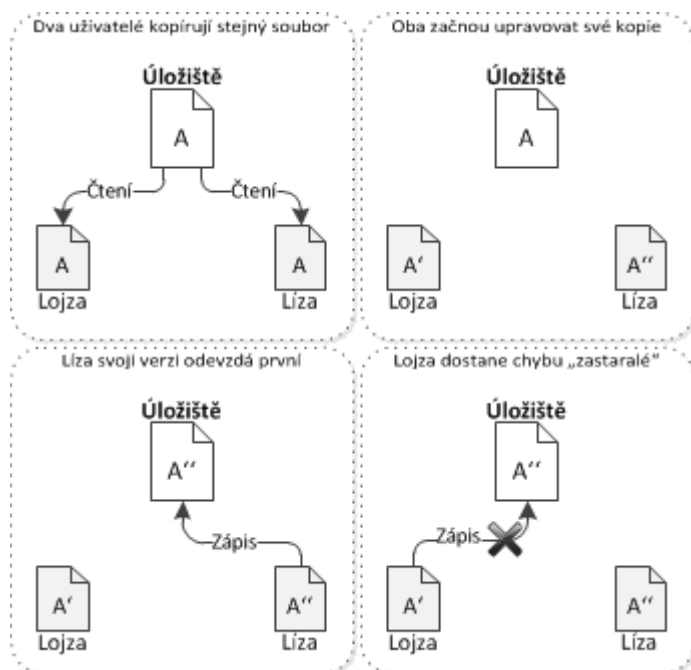 Dva uživatelé kopírují stejný soubor
Úložiště
A
Čtení
Čtení
A
A
Lojza
Líza
Oba začnou upravovat své kopie
Úložiště
A
A‘
A‘‘
Lojza
Líza
Líza svoji verzi odevzdá první
Úložiště
A‘‘
Zápis
A‘
A‘‘
Lojza
Líza
Lojza dostane chybu „zastaralé“
Úložiště
A‘‘
Zápis
A‘
A‘‘
Lojza
Líza